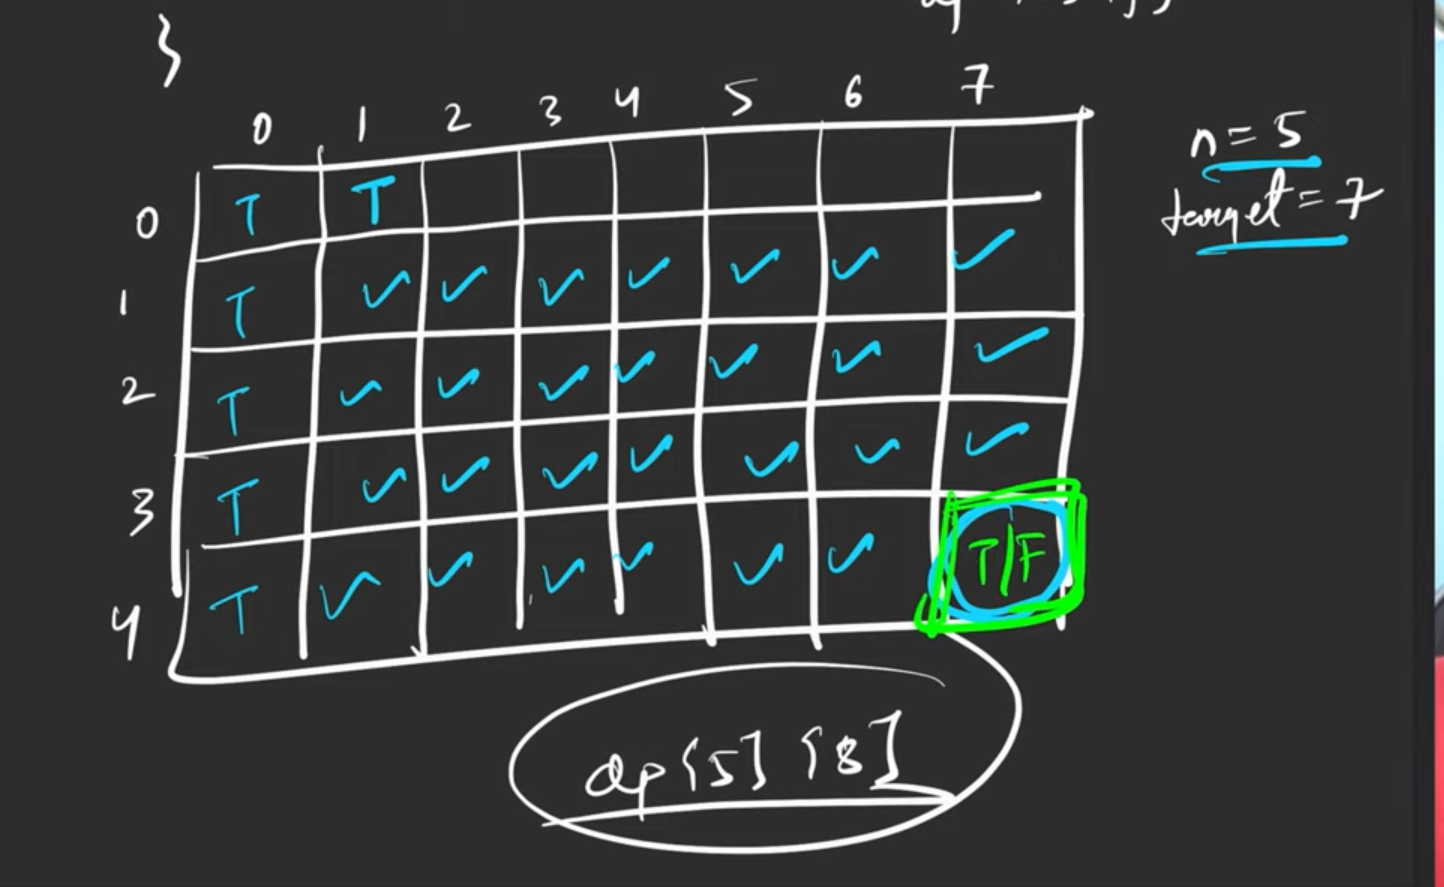 }
0 1 2 3 4 5 6 7
n = 5
target = 7
0 T T
1 T ✓ ✓ ✓ ✓ ✓ ✓ ✓
2 T ✓ ✓ ✓ ✓ ✓ ✓ ✓
3 T ✓ ✓ ✓ ✓ ✓ ✓ ✓
4 T ✓ ✓ ✓ ✓ ✓ ✓ T/F
dp[5][8]